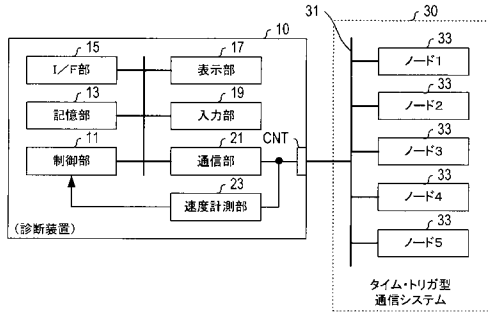 10
15
I/F部
17
表示部
13
記憶部
19
入力部
11
制御部
21
通信部
CNT
23
速度計測部
(診断装置)
31
30
33
ノード1
33
ノード2
33
ノード3
33
ノード4
33
ノード5
タイム・トリガ型
通信システム